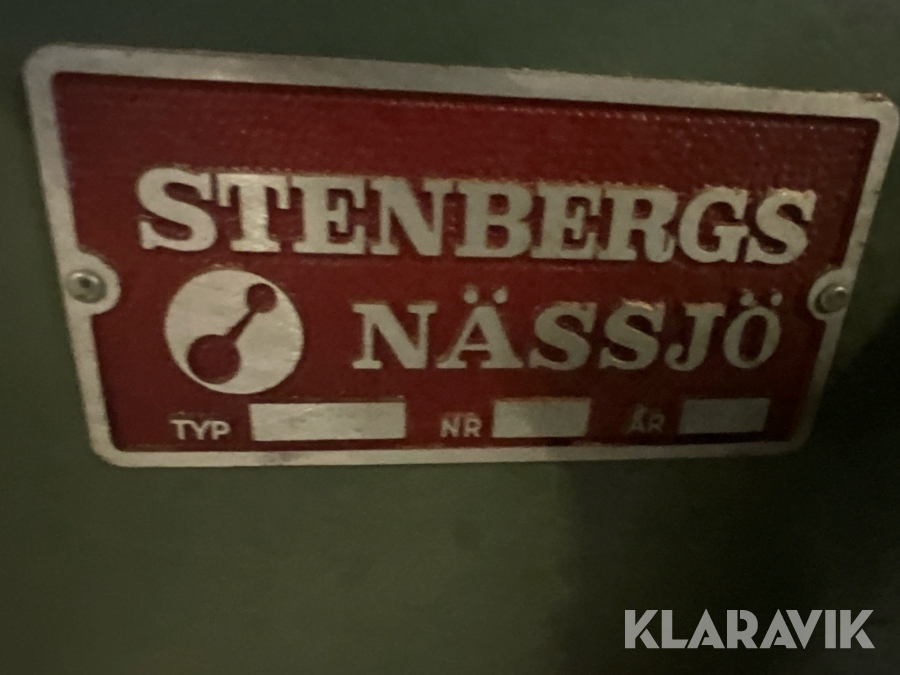 STENBERGS
NÄSSJÖ
TYP NR ÅR
KLARAVIK